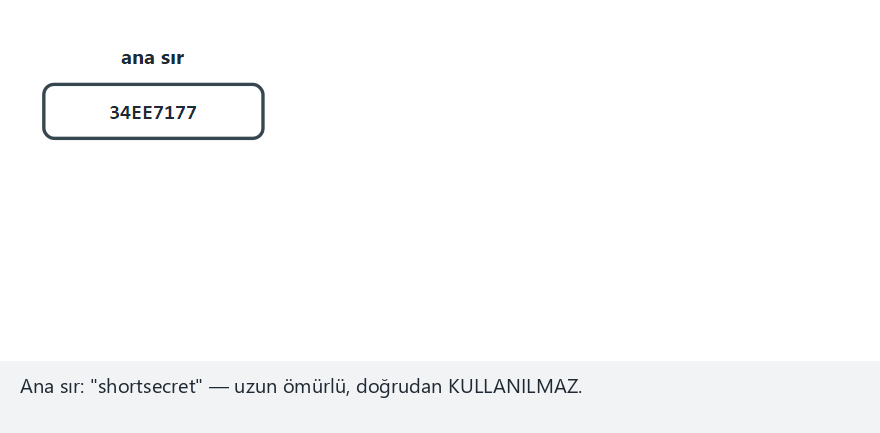 ana sır
34EE7177
Ana sır: "shortsecret" — uzun ömürlü, doğrudan KULLANILMAZ.